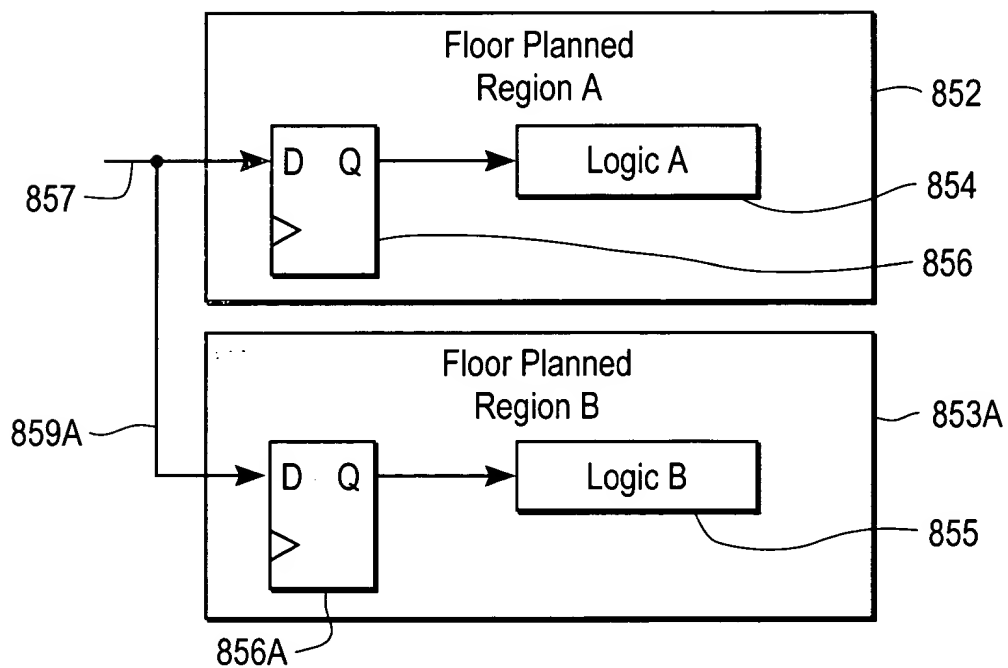 Floor Planned
Region A
852
D Q
Logic A
857
854
856
Floor Planned
Region B
853A
859A
D Q
Logic B
855
856A